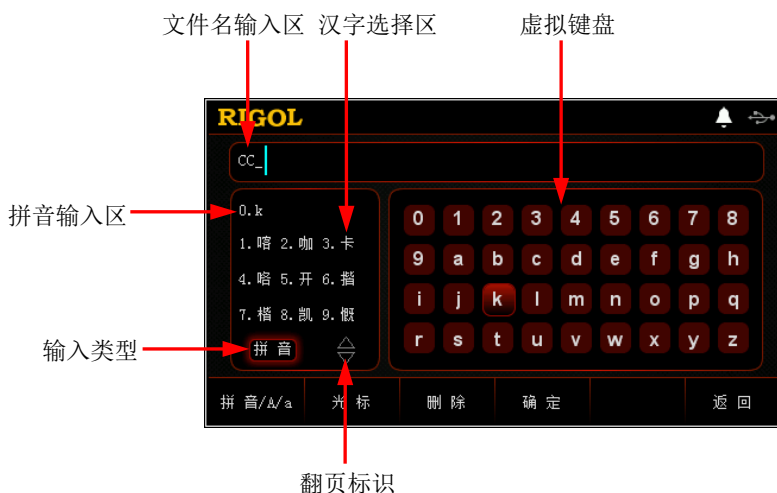 文件名输入区 汉字选择区 虚拟键盘
RIGOL
CC_
拼音输入区
0.k
1.喀 2.咖 3.卡
4.咯 5.开 6.揩
7.楷 8.凯 9.慨
输入类型
拼音
0 1 2 3 4 5 6 7 8
9 a b c d e f g h
i j k l m n o p q
r s t u v w x y z
拼音/A/a 光标 删除 确定 返回
翻页标识